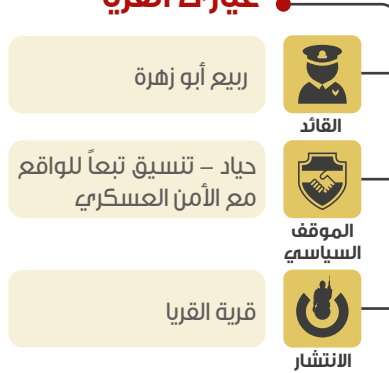 ربيع أبو زهرة
القائد
حياد – تنسيق تبعاً للواقع
مع الأمن العسكري
الموقف
السياسي
قرية القريا
الانتشار